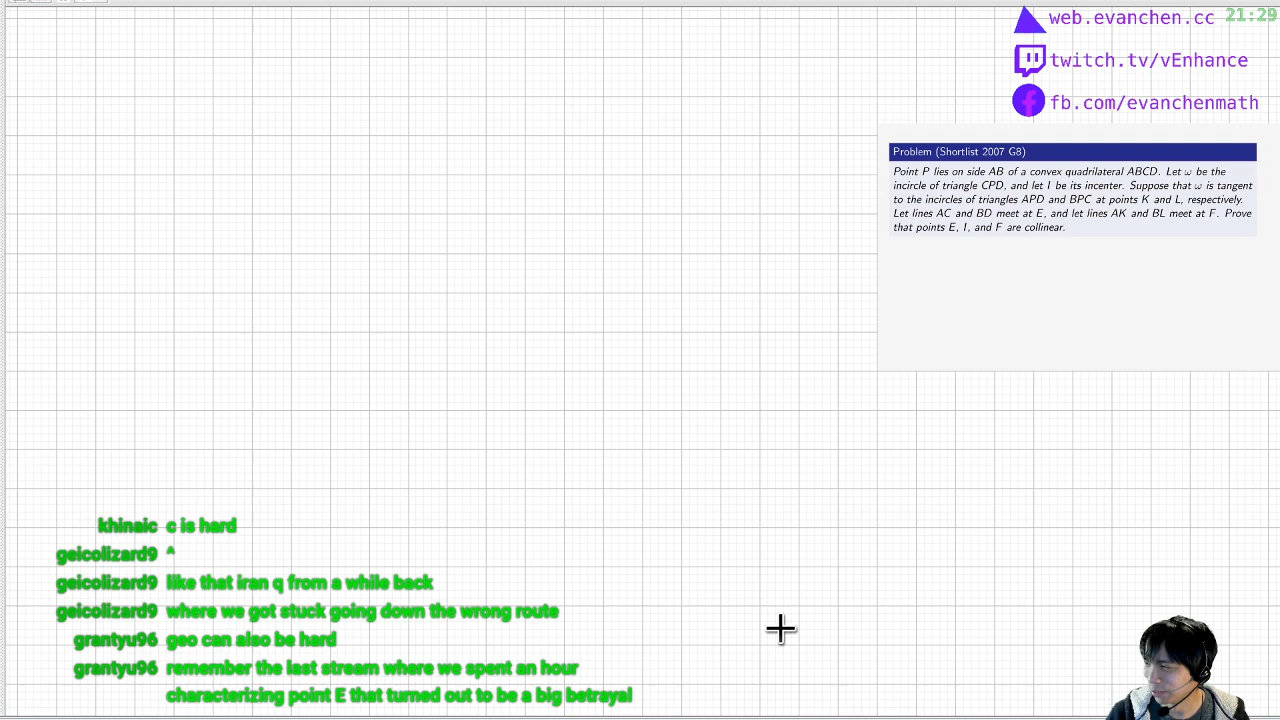 web.evanchen.cc
21:29
twitch.tv/vEnhance
fb.com/evanchenmath
Problem (Shortlist 2007 G8)
Point P lies on side AB of a convex quadrilateral ABCD. Let ω be the
incircle of triangle CPD, and let I be its incenter. Suppose that ω is tangent
to the incircles of triangles APD and BPC at points K and L, respectively.
Let lines AC and BD meet at E, and let lines AK and BL meet at F. Prove
that points E, I, and F are collinear.
khinaic c is hard
geicolizard9 ^
geicolizard9 like that iran q from a while back
geicolizard9 where we got stuck going down the wrong route
grantyu96 geo can also be hard
grantyu96 remember the last stream where we spent an hour
characterizing point E that turned out to be a big betrayal